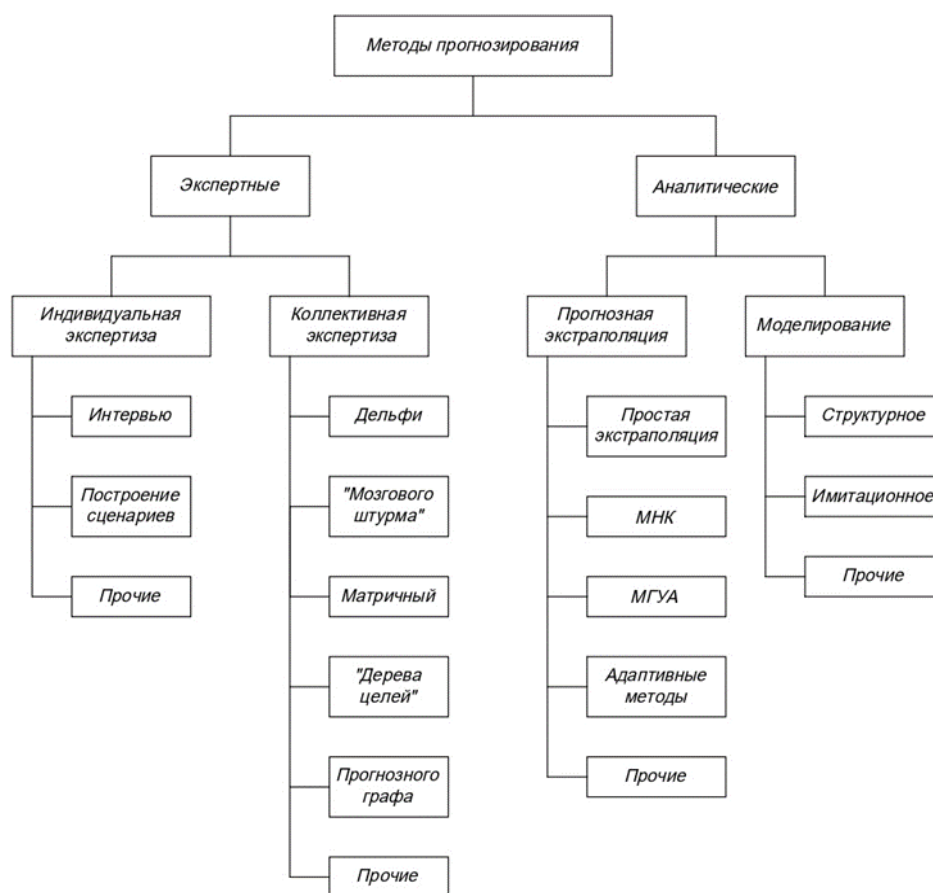 Методы прогнозирования
Экспертные
Аналитические
Индивидуальная
экспертиза
Коллективная
экспертиза
Прогнозная
экстраполяция
Моделирование
Интервью
Построение
сценариев
Прочие
Дельфи
"Мозгового
штурма"
Матричный
"Дерева
целей"
Прогнозного
графа
Прочие
Простая
экстраполяция
МНК
МГУА
Адаптивные
методы
Прочие
Структурное
Имитационное
Прочие